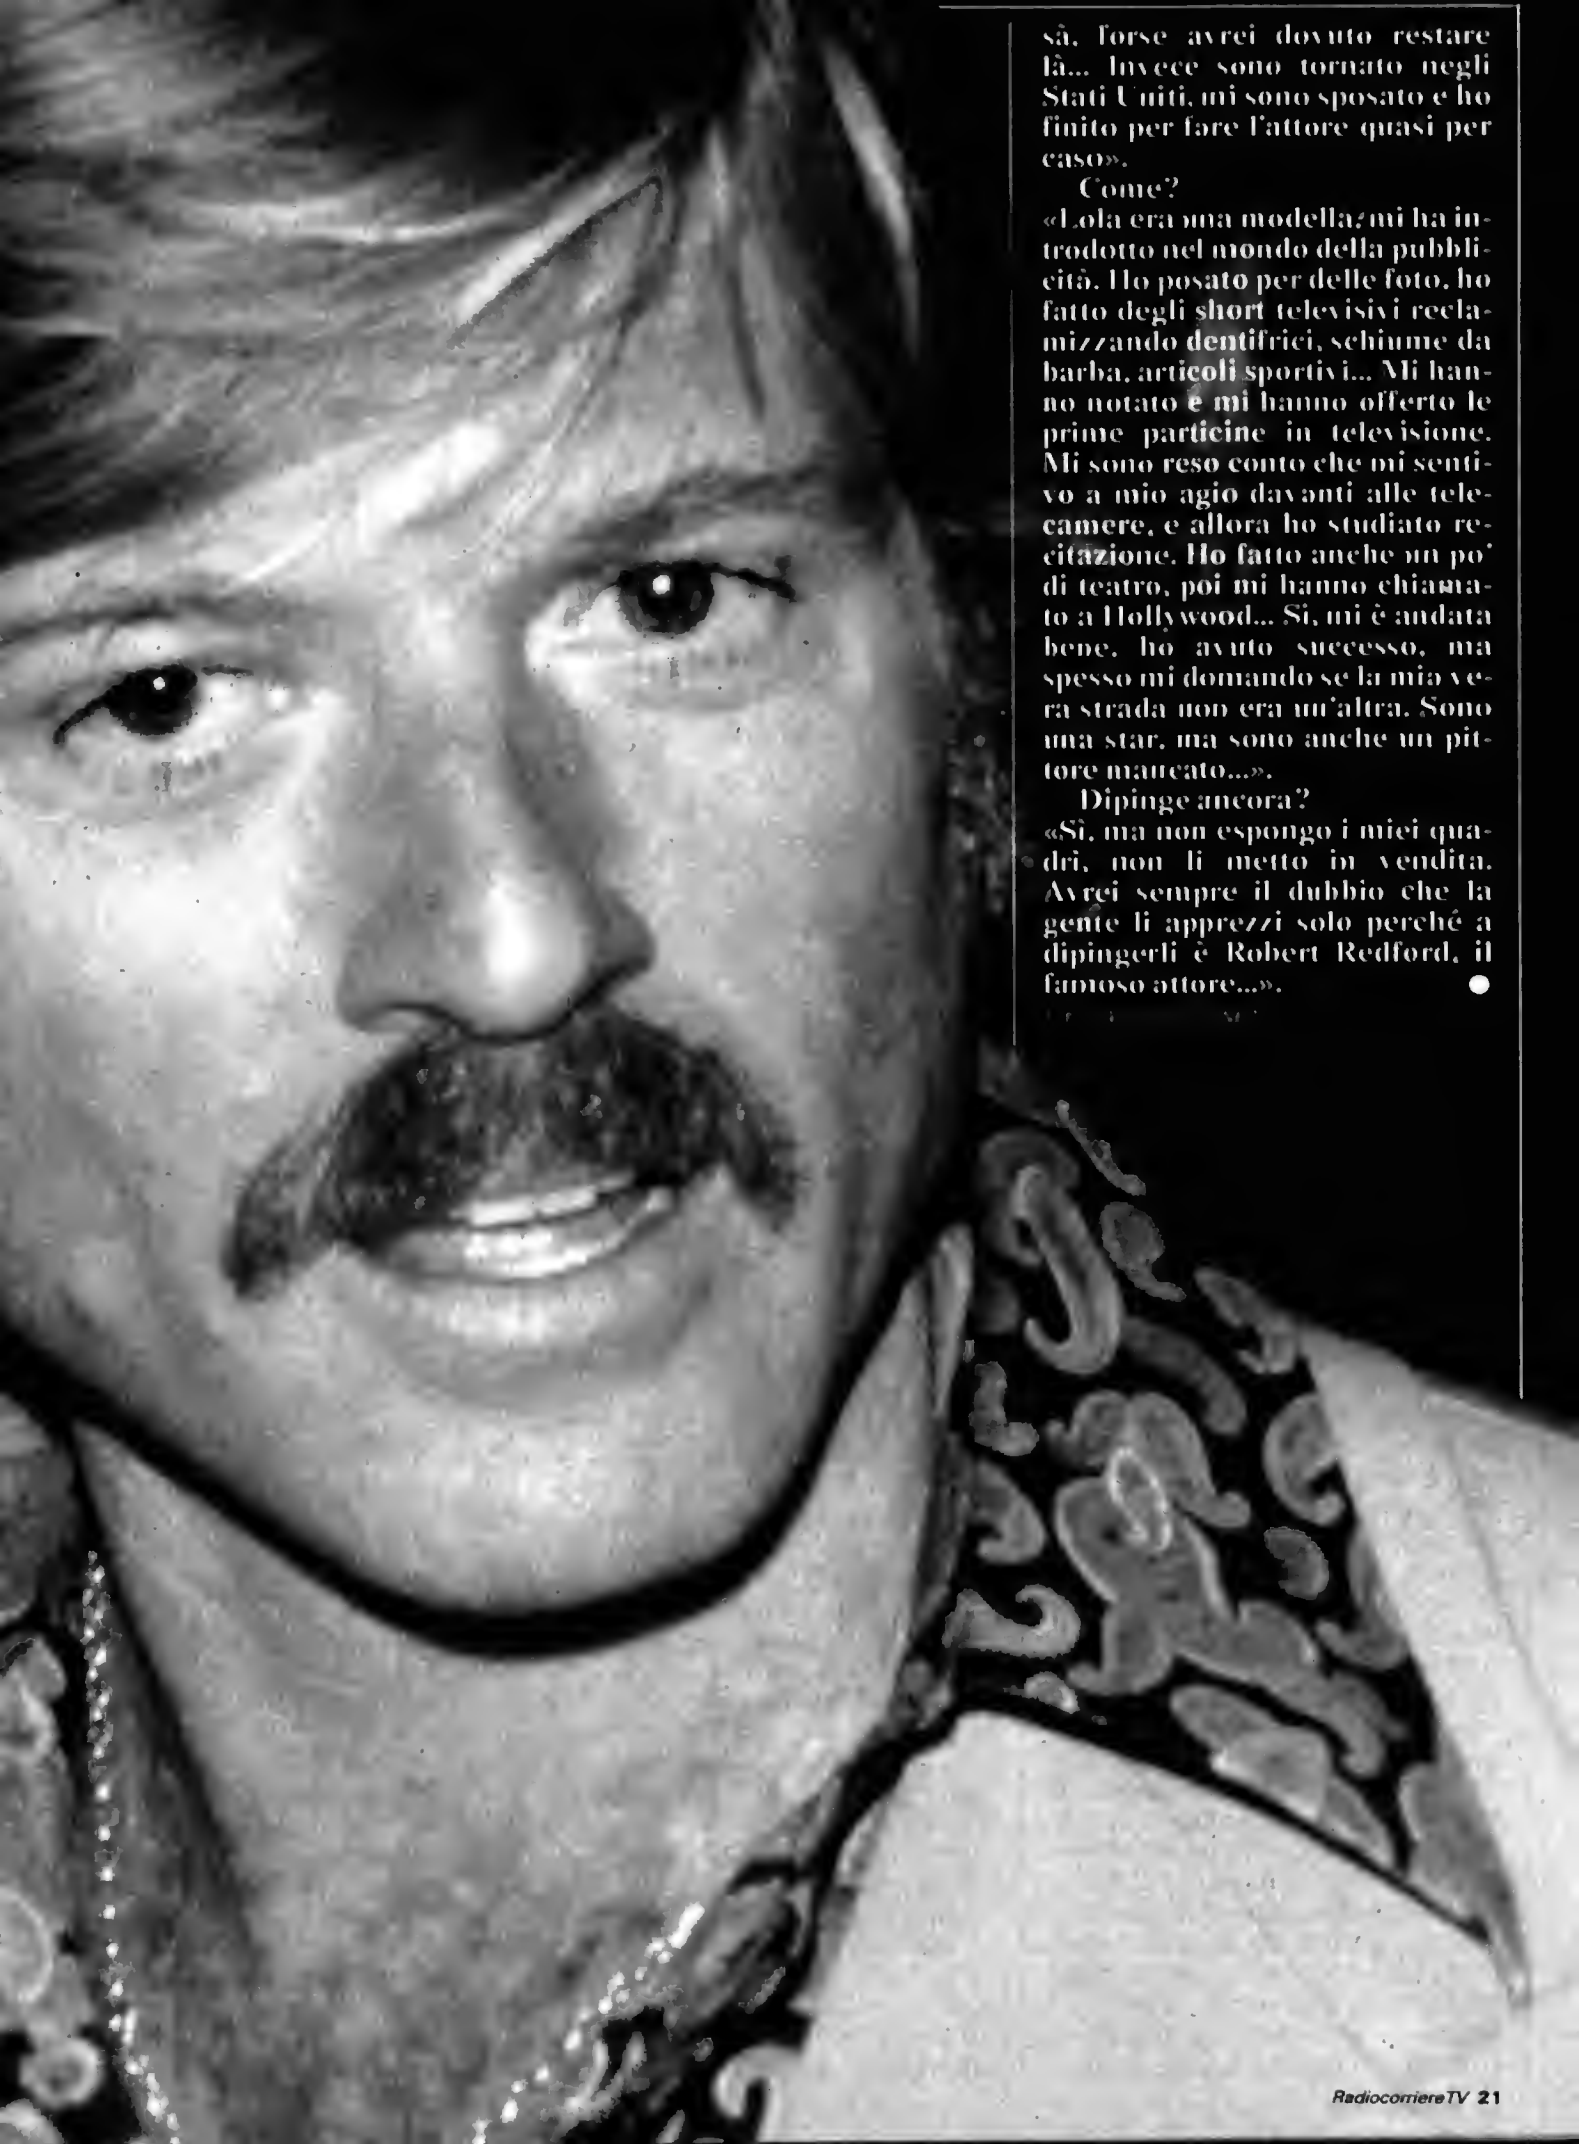 sà, forse avrei dovuto restare
là... Invece sono tornato negli
Stati Uniti, mi sono sposato e ho
finito per fare l'attore quasi per
caso».
Come?
«Lola era una modella; mi ha in-
trodotto nel mondo della pubbli-
cità. Ho posato per delle foto, ho
fatto degli short televisivi recla-
mizzando dentifrici, schiume da
barba, articoli sportivi... Mi han-
no notato e mi hanno offerto le
prime particine in televisione.
Mi sono reso conto che mi senti-
vo a mio agio davanti alle tele-
camere, e allora ho studiato re-
citazione. Ho fatto anche un po'
di teatro, poi mi hanno chiama-
to a Hollywood... Sì, mi è andata
bene, ho avuto successo, ma
spesso mi domando se la mia ve-
ra strada non era un'altra. Sono
una star, ma sono anche un pit-
tore mancato...».
Dipinge ancora?
«Sì, ma non espongo i miei qua-
dri, non li metto in vendita.
Avrei sempre il dubbio che la
gente li apprezzi solo perché a
dipingerli è Robert Redford, il
famoso attore...».
RadiocorriereTV 21